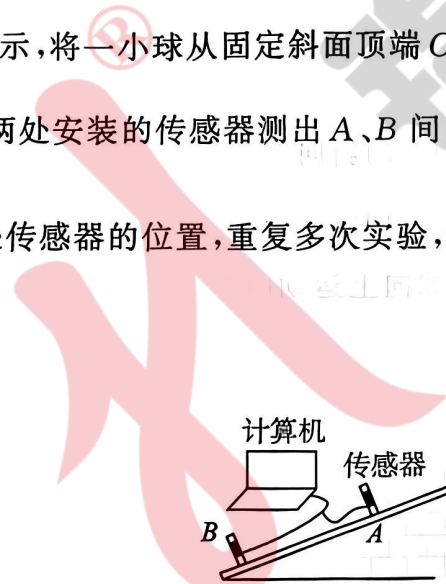 示,将一小球从固定斜面顶端
两处安装的传感器测出A、B间
传感器的位置,重复多次实验,
计算机
传感器
B
A